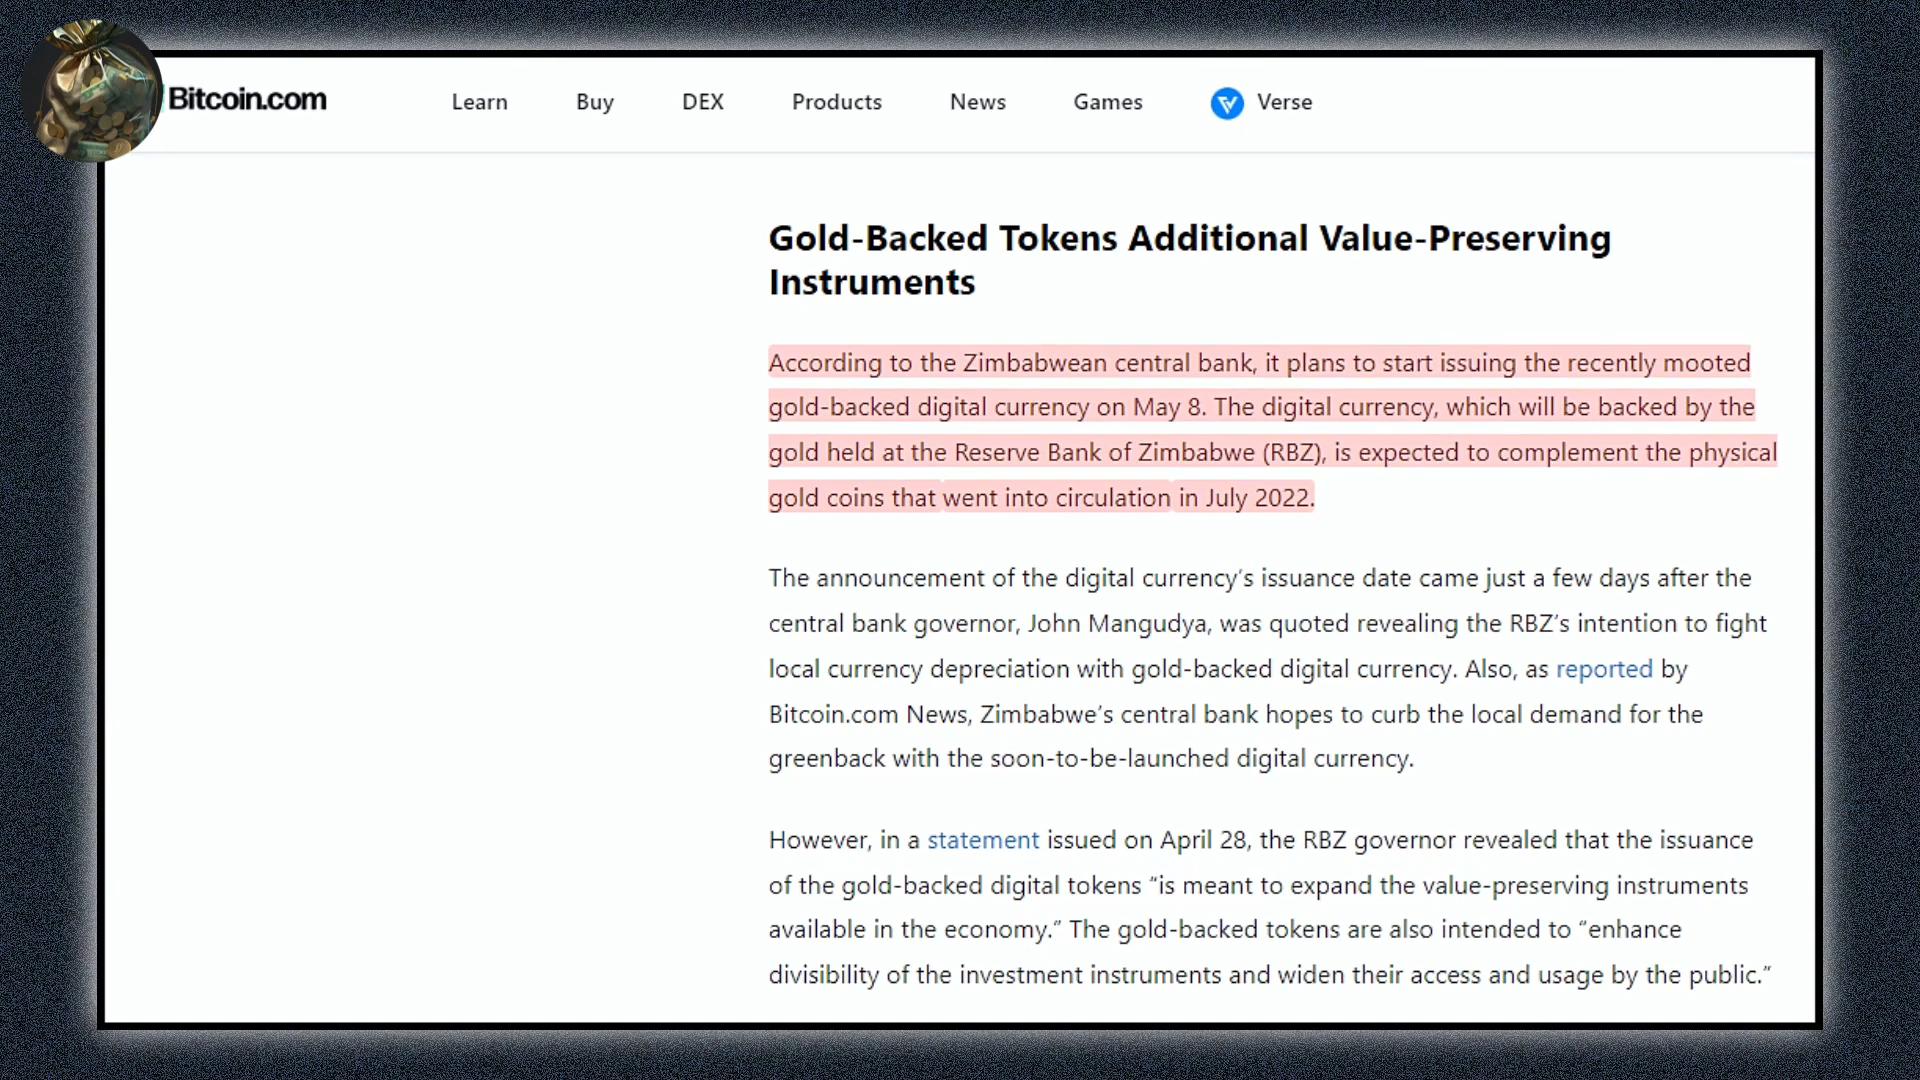 Bitcoin.com
Learn
Buy
DEX
Products
News
Games
Verse
Gold-Backed Tokens Additional Value-Preserving
Instruments
According to the Zimbabwean central bank, it plans to start issuing the recently mooted
gold-backed digital currency on May 8. The digital currency, which will be backed by the
gold held at the Reserve Bank of Zimbabwe (RBZ), is expected to complement the physical
gold coins that went into circulation in July 2022.
The announcement of the digital currency’s issuance date came just a few days after the
central bank governor, John Mangudya, was quoted revealing the RBZ’s intention to fight
local currency depreciation with gold-backed digital currency. Also, as reported by
Bitcoin.com News, Zimbabwe’s central bank hopes to curb the local demand for the
greenback with the soon-to-be-launched digital currency.
However, in a statement issued on April 28, the RBZ governor revealed that the issuance
of the gold-backed digital tokens “is meant to expand the value-preserving instruments
available in the economy.” The gold-backed tokens are also intended to “enhance
divisibility of the investment instruments and widen their access and usage by the public.”